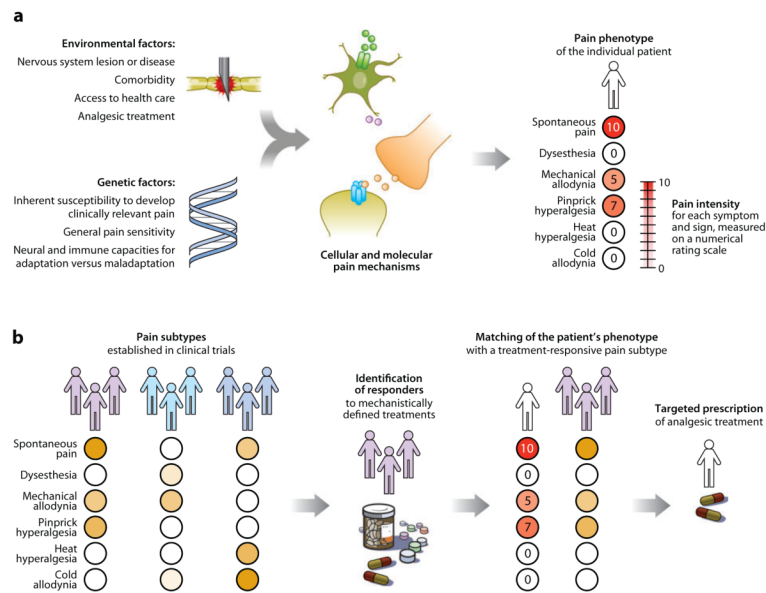 a
Environmental factors:
Nervous system lesion or disease
Comorbidity
Access to health care
Analgesic treatment
Genetic factors:
Inherent susceptibility to develop
clinically relevant pain
General pain sensitivity
Neural and immune capacities for
adaptation versus maladaptation
Cellular and molecular
pain mechanisms
Pain phenotype
of the individual patient
Spontaneous
pain
10
Dysesthesia
0
Mechanical
allodynia
5
Pinprick
hyperalgesia
7
Heat
hyperalgesia
0
Cold
allodynia
0
10
0
Pain intensity
for each symptom
and sign, measured
on a numerical
rating scale
b
Pain subtypes
established in clinical trials
Spontaneous
pain
Dysesthesia
Mechanical
allodynia
Pinprick
hyperalgesia
Heat
hyperalgesia
Cold
allodynia
Identification
of responders
to mechanistically
defined treatments
Matching of the patient's phenotype
with a treatment-responsive pain subtype
10
0
5
7
0
0
Targeted prescription
of analgesic treatment